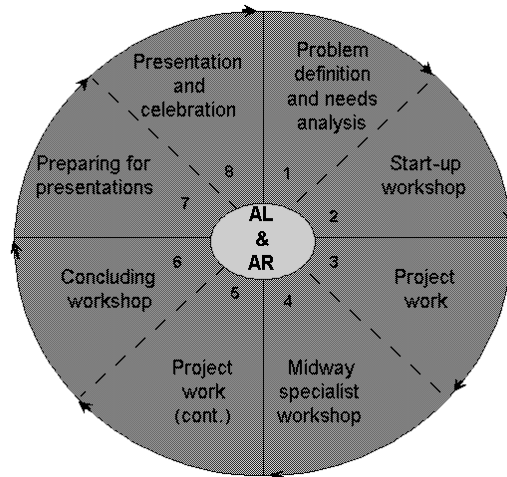 Problem
definition
and needs
analysis
1
Start-up
workshop
2
Project
work
3
Midway
specialist
workshop
4
Project
work
(cont.)
5
Concluding
workshop
6
Preparing for
presentations
7
Presentation
and
celebration
8
AL
&
AR